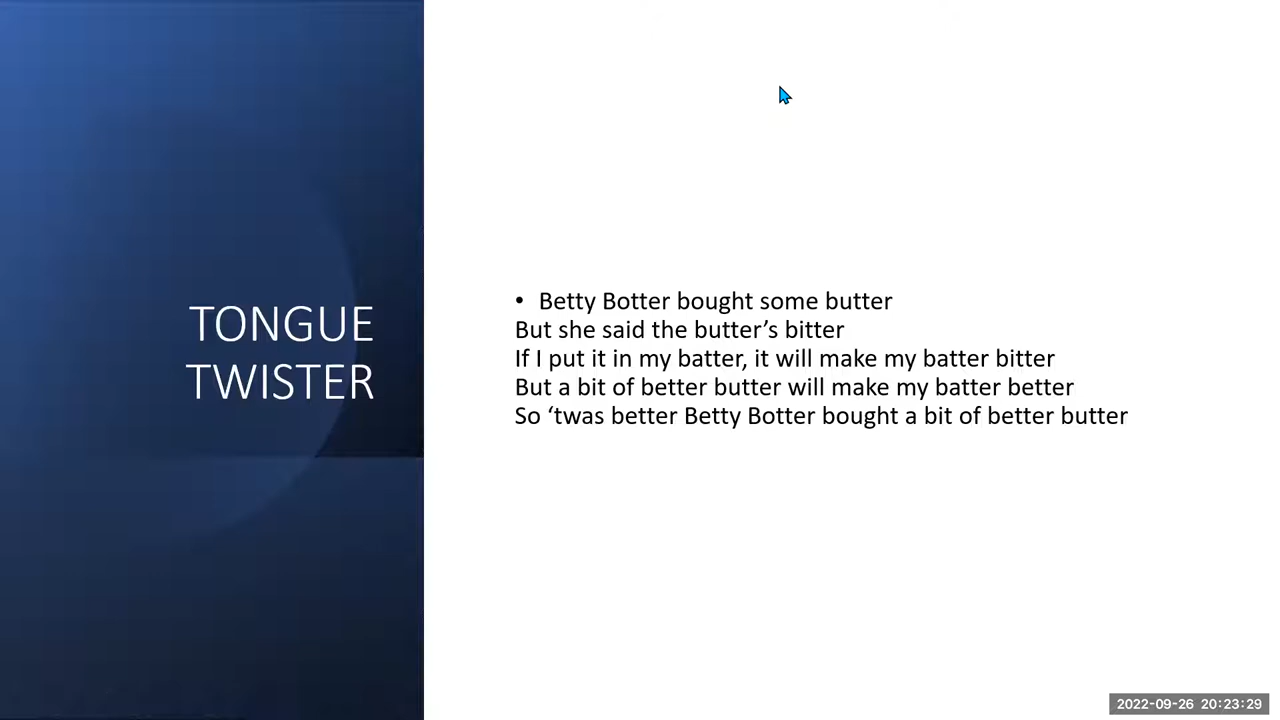 TONGUE
TWISTER
• Betty Botter bought some butter
But she said the butter’s bitter
If I put it in my batter, it will make my batter bitter
But a bit of better butter will make my batter better
So ‘twas better Betty Botter bought a bit of better butter
2022-09-26 20:23:29